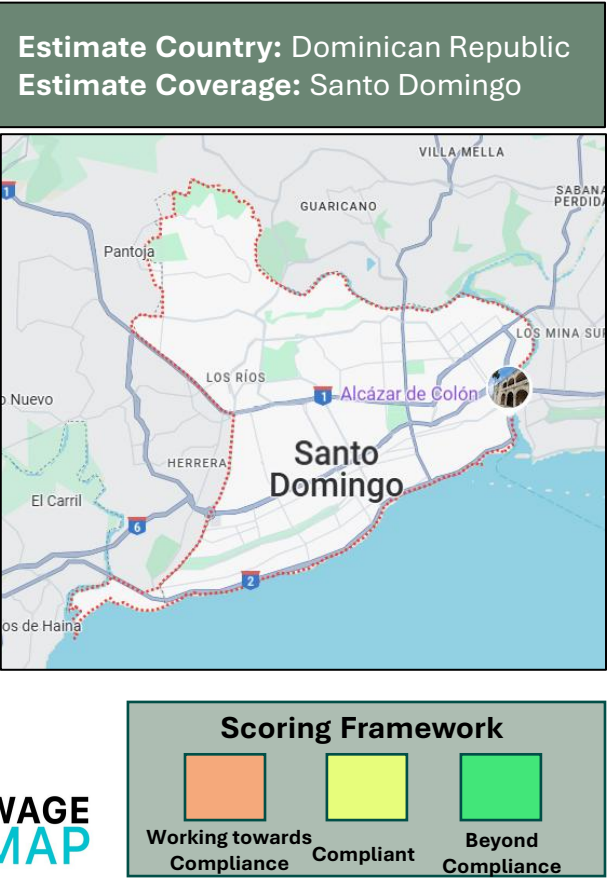 Estimate Country: Dominican Republic
Estimate Coverage: Santo Domingo
VILLA MELLA
1
SABANA
PERDIDA
GUARICANO
Pantoja
LOS MINA SUR
LOS RÍOS
1 Alcázar de Colón
o Nuevo
Santo
Domingo
HERRERA
El Carril
6
2
os de Haina
Scoring Framework
WAGE
MAP
Working towards
Compliance
Compliant
Beyond
Compliance